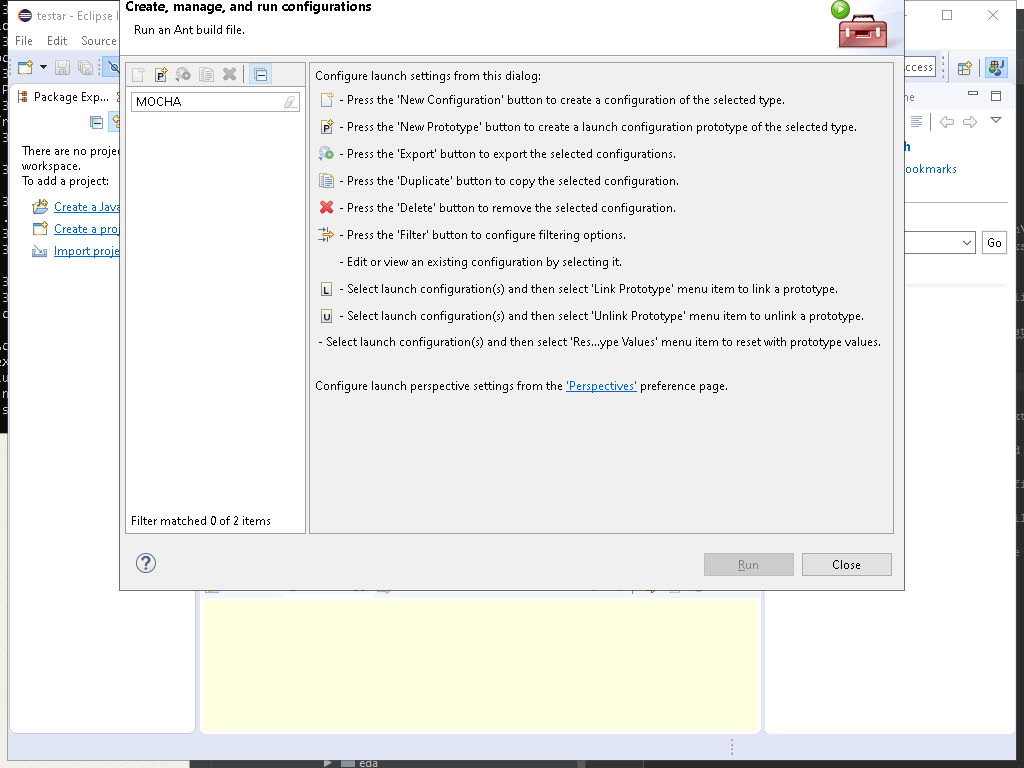 Create, manage, and run configurations
testar - Eclipse
Run an Ant build file.
File Edit Source
Package Exp...
There are no
workspace.
To add a project:
Create a Java
Create a
Import
MOCHA
Filter matched 0 of 2 items
Configure launch settings from this dialog:
- Press the 'New Configuration' button to create a configuration of the selected type.
P - Press the 'New Prototype' button to create a launch configuration prototype of the selected type.
- Press the 'Export' button to export the selected configurations.
- Press the 'Duplicate' button to copy the selected configuration.
- Press the 'Delete' button to remove the selected configuration.
- Press the 'Filter' button to configure filtering options.
- Edit or view an existing configuration by selecting it.
L - Select launch configuration(s) and then select 'Link Prototype' menu item to link a prototype.
U - Select launch configuration(s) and then select 'Unlink Prototype' menu item to unlink a prototype.
- Select launch configuration(s) and then select 'Res...ype Values' menu item to reset with prototype values.
Configure launch perspective settings from the 'Perspectives' preference page.
?
Run Close
ccess
ookmarks
Go
eda